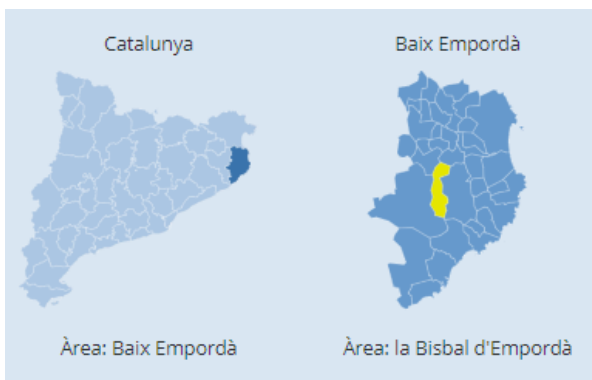 Catalunya
Baix Empordà
Àrea: Baix Empordà
Àrea: la Bisbal d'Empordà